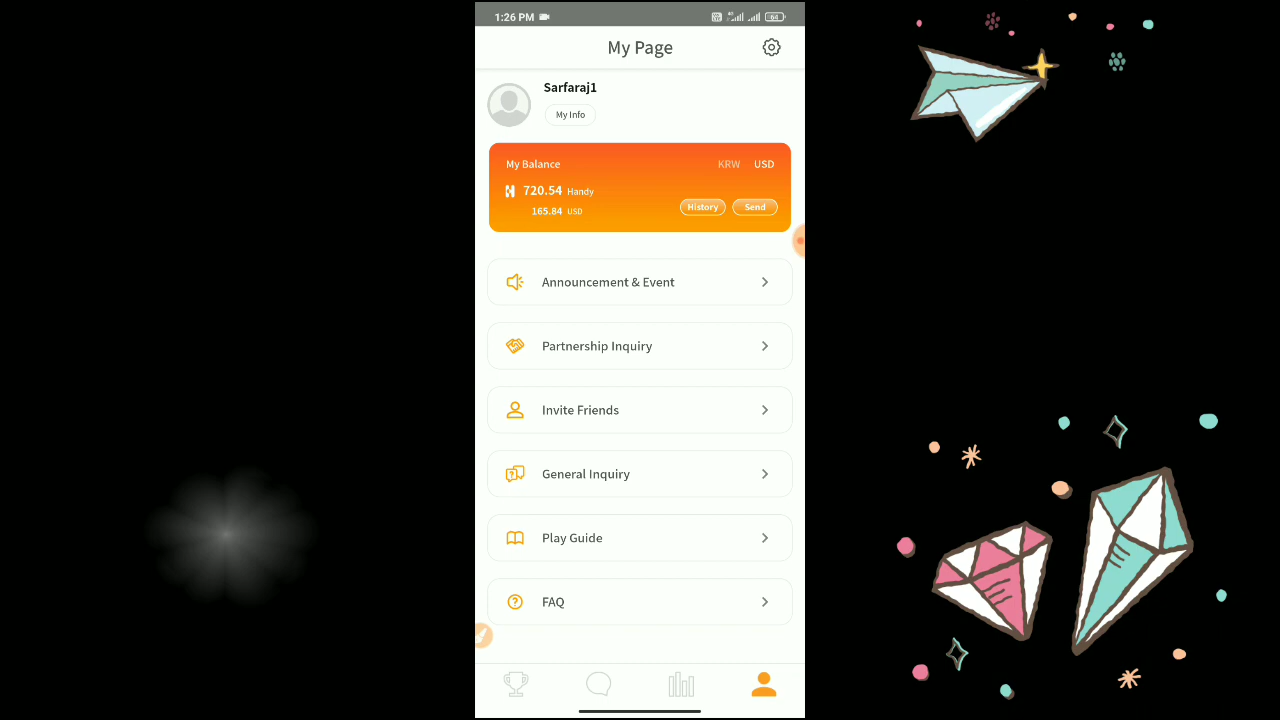 1:26 PM
64
My Page
Sarfaraj1
My Info
My Balance
KRW USD
720.54 Handy
165.84 USD
History Send
Announcement & Event
Partnership Inquiry
Invite Friends
General Inquiry
Play Guide
FAQ